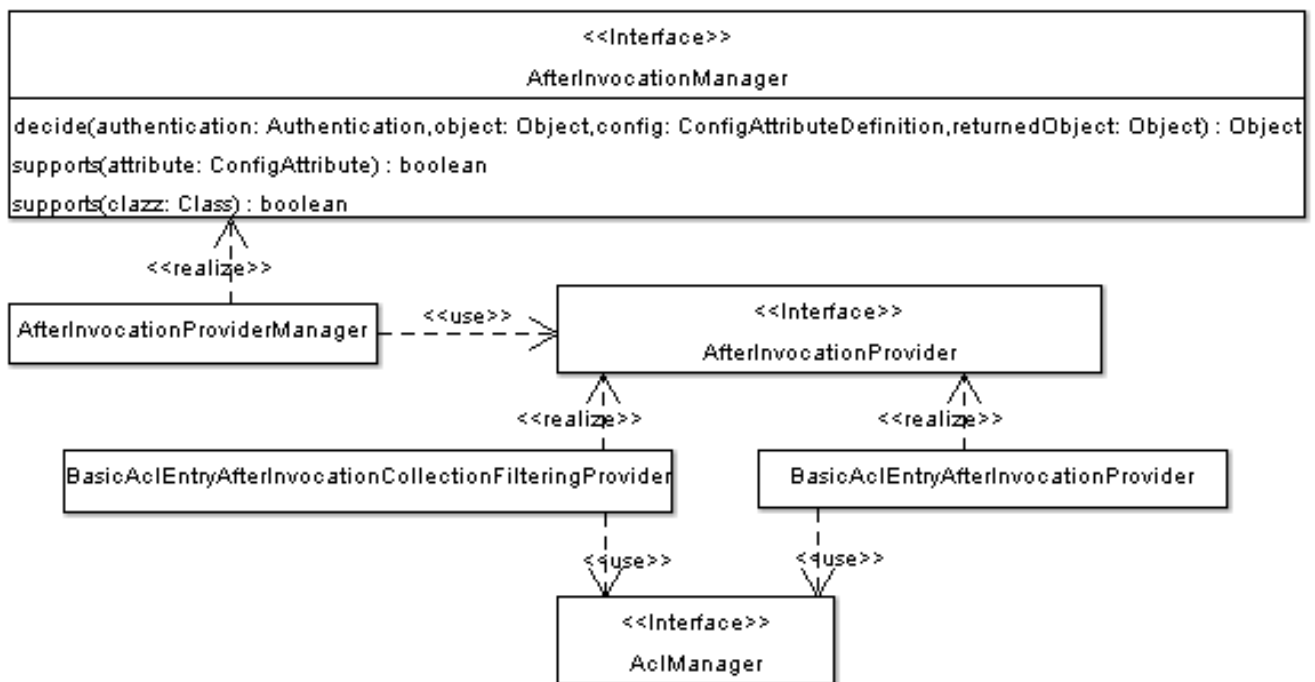 <<Interface>>
AfterInvocationManager
decide(authentication: Authentication,object: Object,config: ConfigAttributeDefinition,returnedObject: Object) : Object
supports(attribute: ConfigAttribute) : boolean
supports(clazz: Class) : boolean
<<realize>>
AfterInvocationProviderManager
<<use>>
<<Interface>>
AfterInvocationProvider
<<realize>>
<<realize>>
BasicAclEntryAfterInvocationCollectionFilteringProvider
BasicAclEntryAfterInvocationProvider
<<use>>
<<use>>
<<Interface>>
AclManager